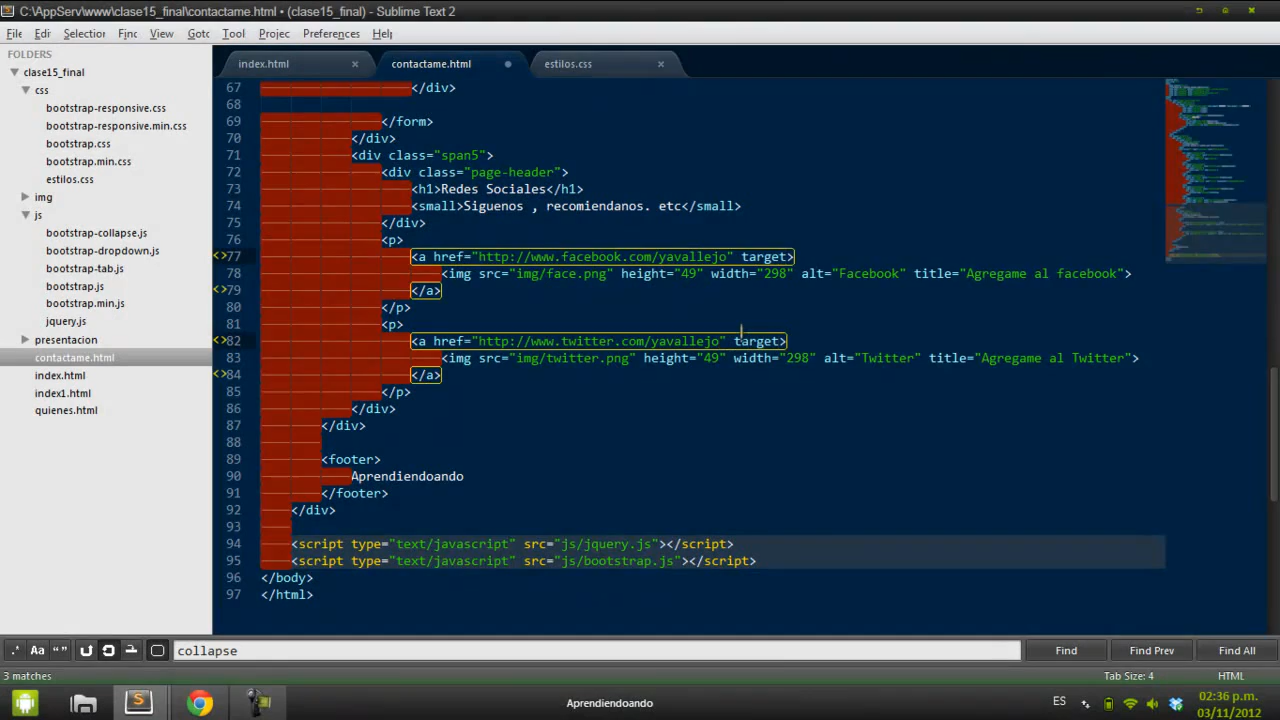 C:\AppServ\www\clase15_final\contactame.html • (clase15_final) - Sublime Text 2
File Edit Selection Find View Goto Tool Projec Preferences Help
FOLDERS
clase15_final
css
bootstrap-responsive.css
bootstrap-responsive.min.css
bootstrap.css
bootstrap.min.css
estilos.css
img
js
bootstrap-collapse.js
bootstrap-dropdown.js
bootstrap-tab.js
bootstrap.js
bootstrap.min.js
jquery.js
presentacion
contactame.html
index.html
index1.html
quienes.html
index.html contactame.html estilos.css
67 </div>
68
69 </form>
70 </div>
71 <div class="span5">
72 <div class="page-header">
73 <h1>Redes Sociales</h1>
74 <small>Siguenos , recomiendanos. etc</small>
75 </div>
76 <p>
77 <a href="http://www.facebook.com/yavallejo" target>
78 <img src="img/face.png" height="49" width="298" alt="Facebook" title="Agregame al facebook">
79 </a>
80 </p>
81 <p>
82 <a href="http://www.twitter.com/yavallejo" target>
83 <img src="img/twitter.png" height="49" width="298" alt="Twitter" title="Agregame al Twitter">
84 </a>
85 </p>
86 </div>
87 </div>
88
89 <footer>
90 Aprendiendoando
91 </footer>
92 </div>
93
94 <script type="text/javascript" src="js/jquery.js"></script>
95 <script type="text/javascript" src="js/bootstrap.js"></script>
96 </body>
97 </html>
.* Aa “ ” collapse Find Find Prev Find All
3 matches Tab Size: 4 HTML
Aprendiendoando ES 02:36 p.m.
03/11/2012